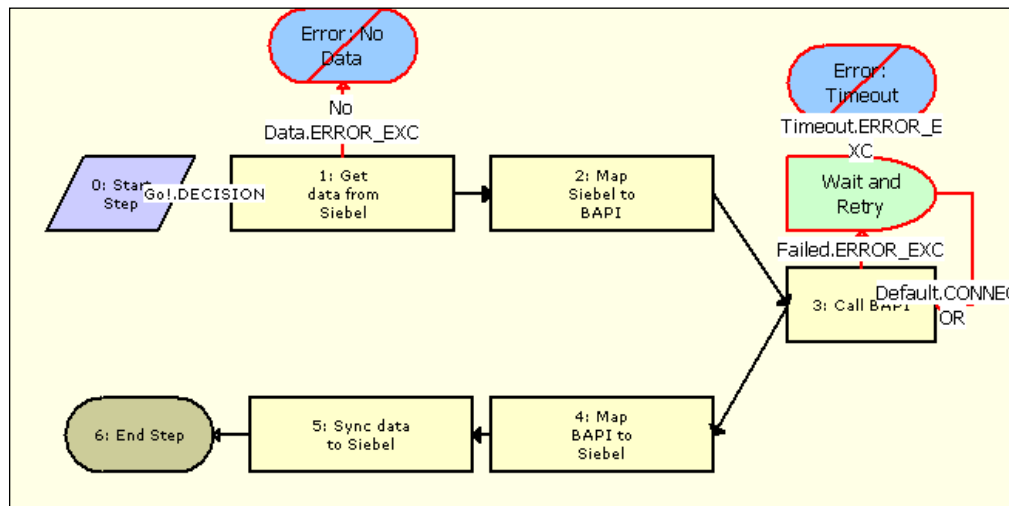 Error: No
Data
Error:
Timeout
No
Data.ERROR_EXC
Timeout.ERROR_E
XC
0: Start
Step
Go!.DECISION
1: Get
data from
Siebel
2: Map
Siebel to
BAPI
Wait and
Retry
Failed.ERROR_EXC
Default.CONNEC
OR
3: Call BAPI
6: End Step
5: Sync data
to Siebel
4: Map
BAPI to
Siebel